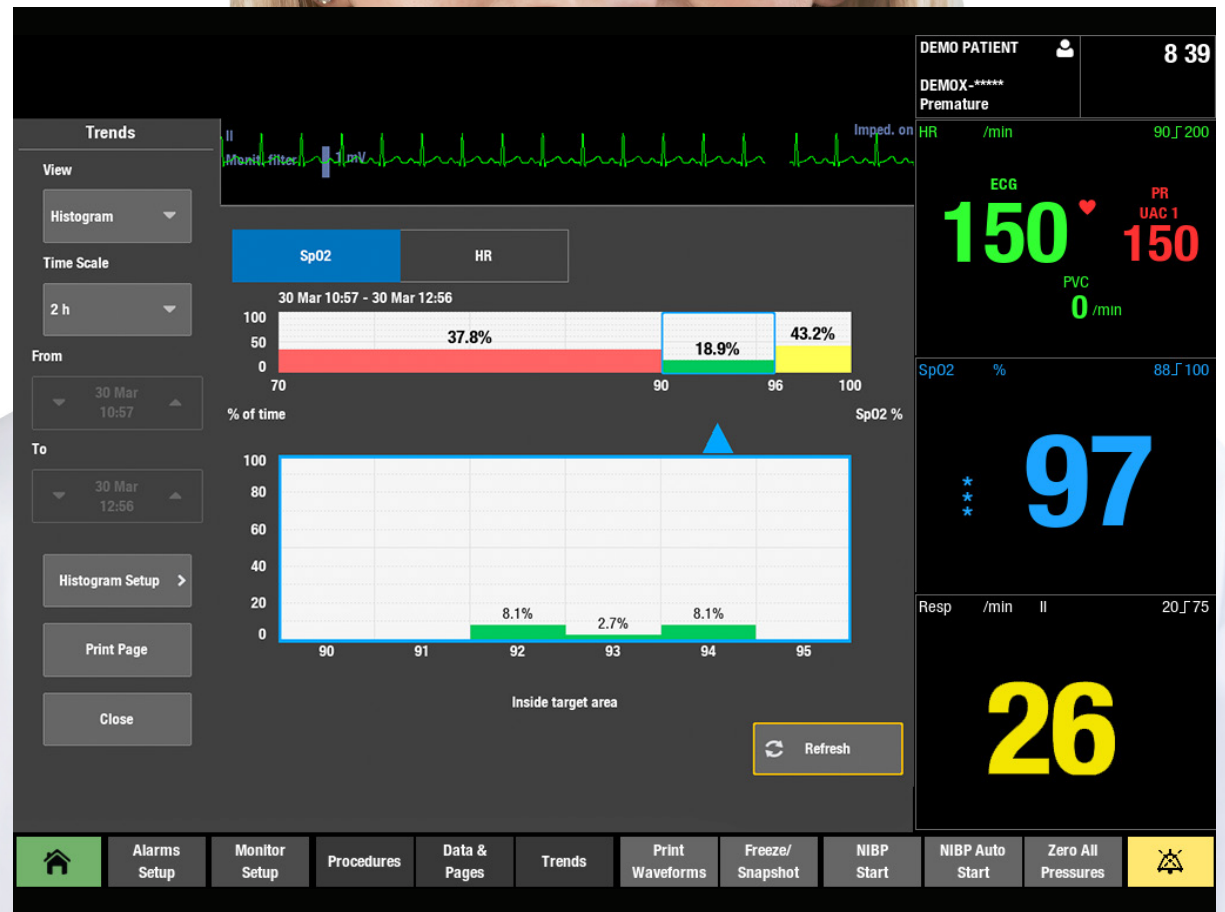 DEMO PATIENT
8 39
DEMOX-*****
Premature
Trends
View
Histogram
Time Scale
2 h
From
30 Mar
10:57
To
30 Mar
12:56
Histogram Setup
Print Page
Close
II
Imped. on
Monit. filter
1 mV
SpO2
HR
30 Mar 10:57 - 30 Mar 12:56
100
50
0
37.8%
18.9%
43.2%
70
90
96
100
% of time
SpO2 %
100
80
60
40
20
0
8.1%
2.7%
8.1%
90
91
92
93
94
95
Inside target area
Refresh
HR /min 90 200
ECG
150
PR
UAC 1
150
PVC
0 /min
SpO2 % 88 100
* * *
97
Resp /min II 20 75
26
Alarms
Setup
Monitor
Setup
Procedures
Data &
Pages
Trends
Print
Waveforms
Freeze/
Snapshot
NIBP
Start
NIBP Auto
Start
Zero All
Pressures